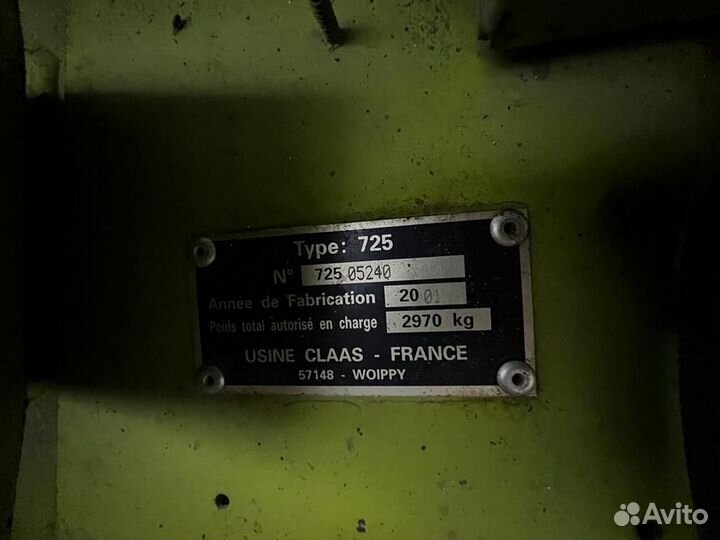 Type: 725
N° 725 05240
Année de Fabrication 20 01
Poids total autorisé en charge 2970 kg
USINE CLAAS - FRANCE
57148 - WOIPPY
Avito